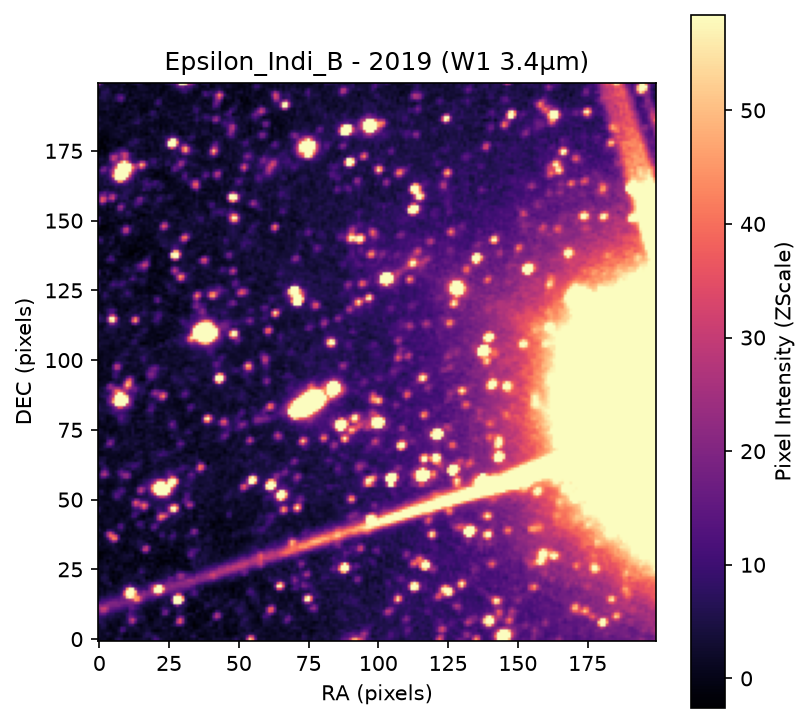 Epsilon_Indi_B - 2019 (W1 3.4μm)
DEC (pixels)
175
150
125
100
75
50
25
0
0 25 50 75 100 125 150 175
RA (pixels)
50
40
30
20
10
0
Pixel Intensity (ZScale)